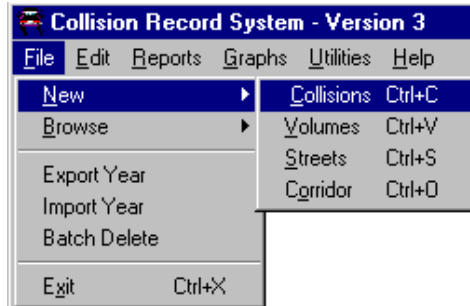 Collision Record System - Version 3
File Edit Reports Graphs Utilities Help
New
Browse
Export Year
Import Year
Batch Delete
Exit Ctrl+X
Collisions Ctrl+C
Volumes Ctrl+V
Streets Ctrl+S
Corridor Ctrl+O